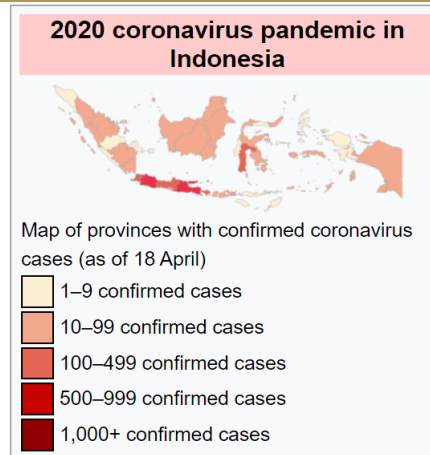 2020 coronavirus pandemic in
Indonesia
Map of provinces with confirmed coronavirus
cases (as of 18 April)
1–9 confirmed cases
10–99 confirmed cases
100–499 confirmed cases
500–999 confirmed cases
1,000+ confirmed cases